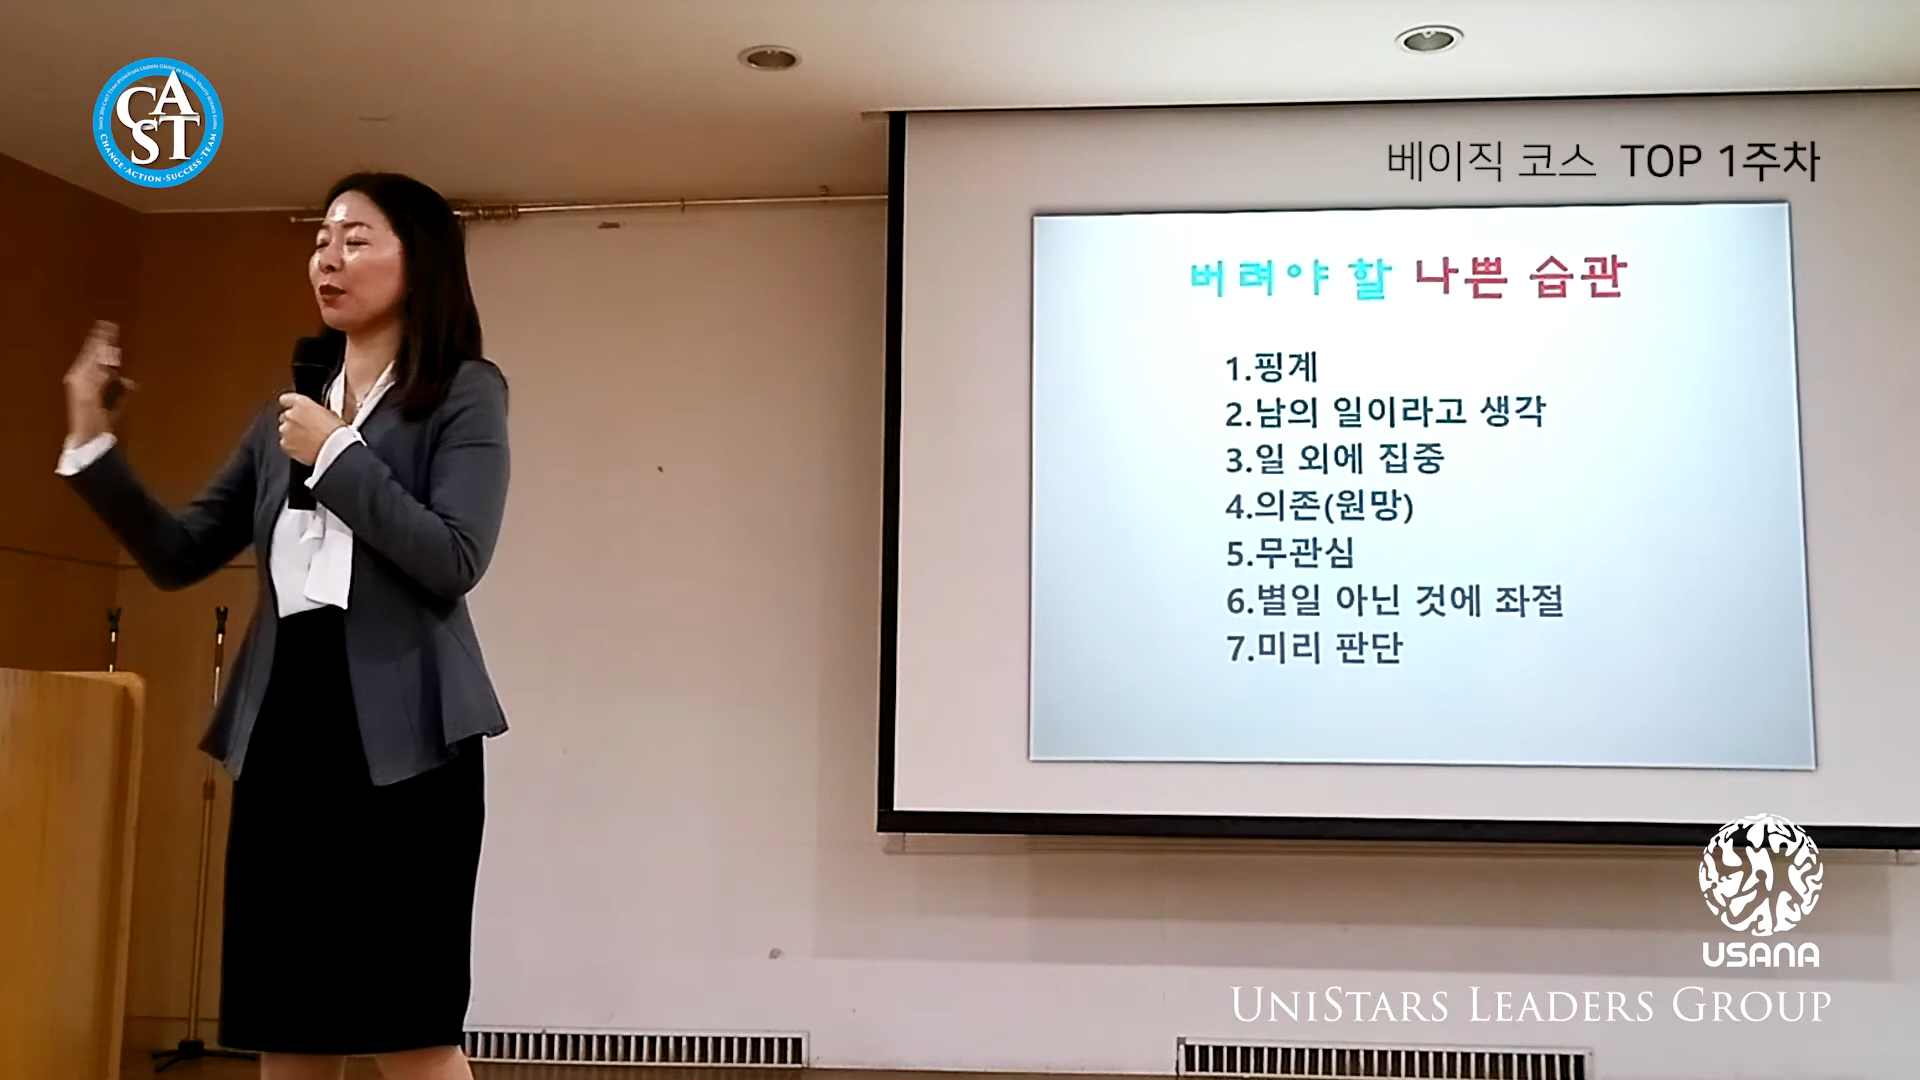 CAST
CHANGE·ACTION·SUCCESS·TEAM
베이직 코스 TOP 1주차
버려야 할 나쁜 습관
1.핑계
2.남의 일이라고 생각
3.일 외에 집중
4.의존(원망)
5.무관심
6.별일 아닌 것에 좌절
7.미리 판단
USANA
UNISTARS LEADERS GROUP